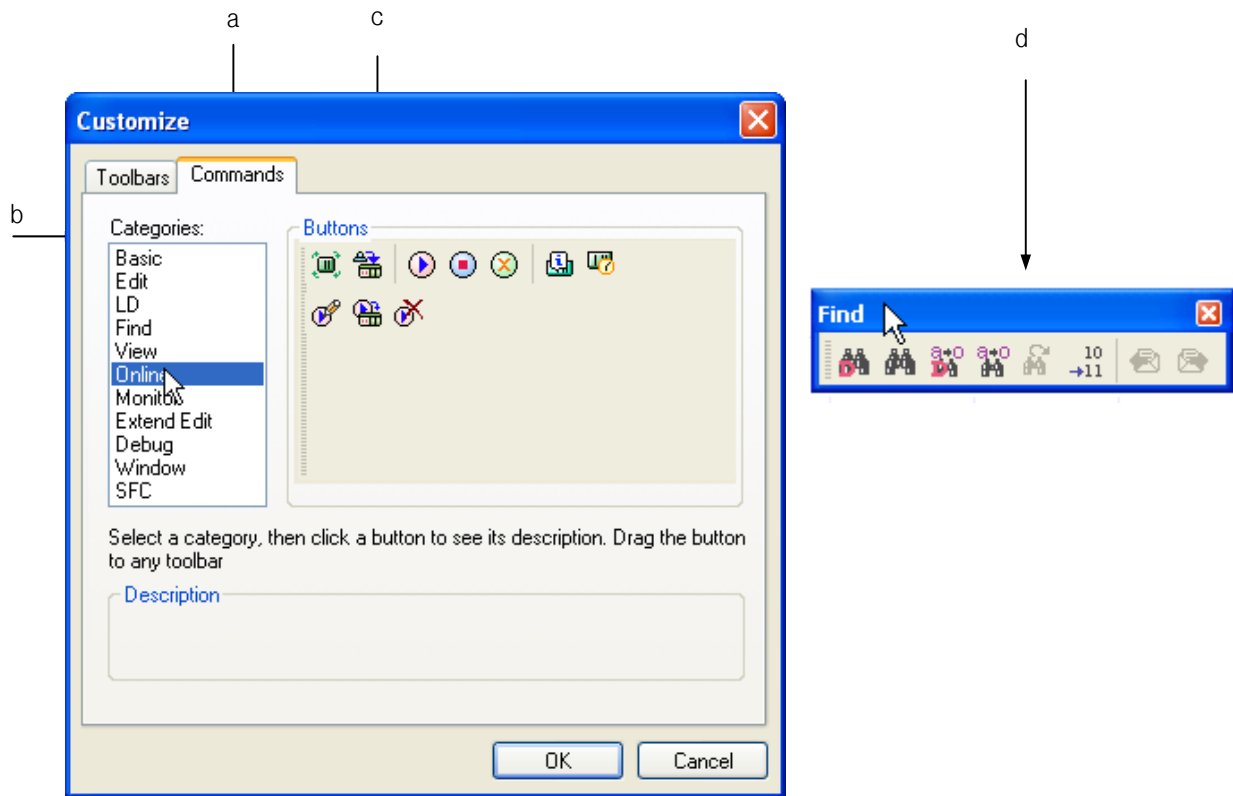 a
c
d
b
Customize
Toolbars
Commands
Categories:
Basic
Edit
LD
Find
View
Online
Monitor
Extend Edit
Debug
Window
SFC
Buttons
Select a category, then click a button to see its description. Drag the button
to any toolbar
Description
OK
Cancel
Find
a→o
a→o
10
→11